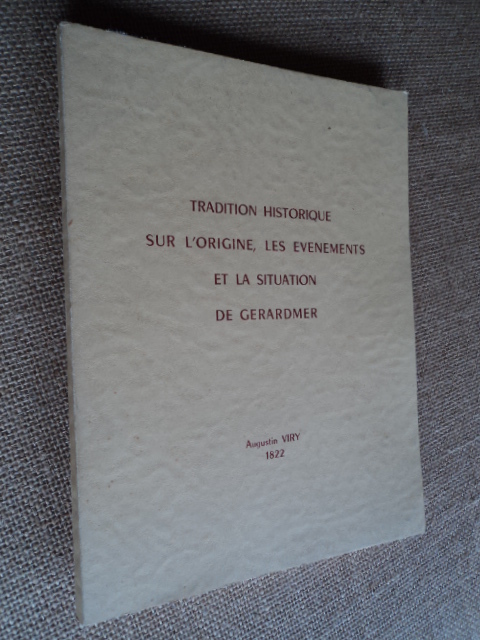 TRADITION HISTORIQUE
SUR L'ORIGINE, LES EVENEMENTS
ET LA SITUATION
DE GERARDMER
Augustin VIRY
1822